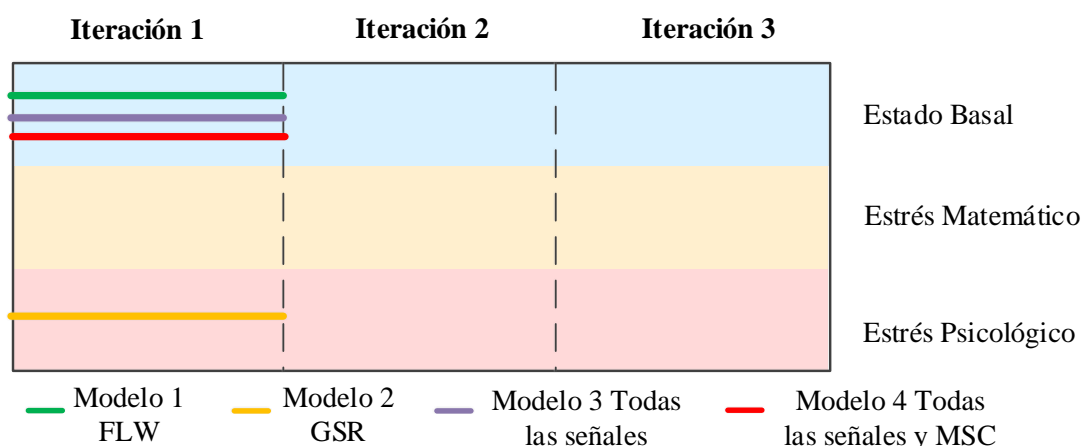 Iteración 1 Iteración 2 Iteración 3
Estado Basal
Estrés Matemático
Estrés Psicológico
Modelo 1
FLW
Modelo 2
GSR
Modelo 3 Todas
las señales
Modelo 4 Todas
las señales y MSC